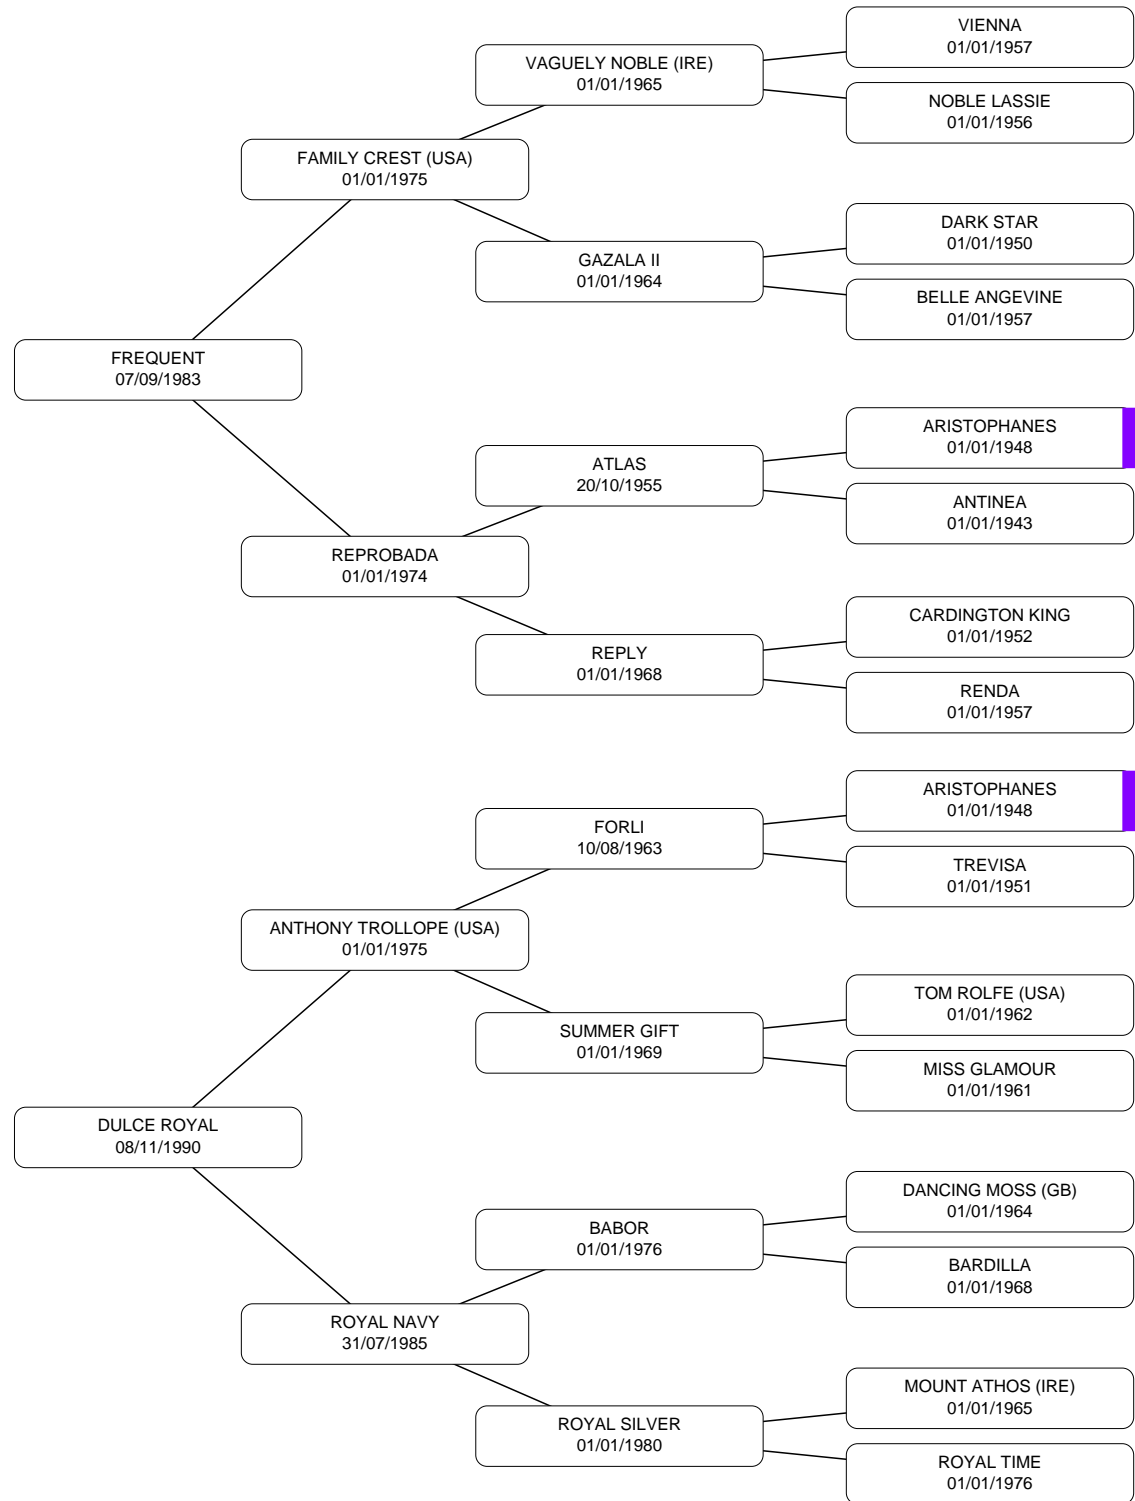 VIENNA
01/01/1957
VAGUELY NOBLE (IRE)
01/01/1965
NOBLE LASSIE
01/01/1956
FAMILY CREST (USA)
01/01/1975
DARK STAR
01/01/1950
GAZALA II
01/01/1964
BELLE ANGEVINE
01/01/1957
FREQUENT
07/09/1983
ARISTOPHANES
01/01/1948
ATLAS
20/10/1955
ANTINEA
01/01/1943
REPROBADA
01/01/1974
CARDINGTON KING
01/01/1952
REPLY
01/01/1968
RENDA
01/01/1957
ARISTOPHANES
01/01/1948
FORLI
10/08/1963
TREVISA
01/01/1951
ANTHONY TROLLOPE (USA)
01/01/1975
TOM ROLFE (USA)
01/01/1962
SUMMER GIFT
01/01/1969
MISS GLAMOUR
01/01/1961
DULCE ROYAL
08/11/1990
DANCING MOSS (GB)
01/01/1964
BABOR
01/01/1976
BARDILLA
01/01/1968
ROYAL NAVY
31/07/1985
MOUNT ATHOS (IRE)
01/01/1965
ROYAL SILVER
01/01/1980
ROYAL TIME
01/01/1976